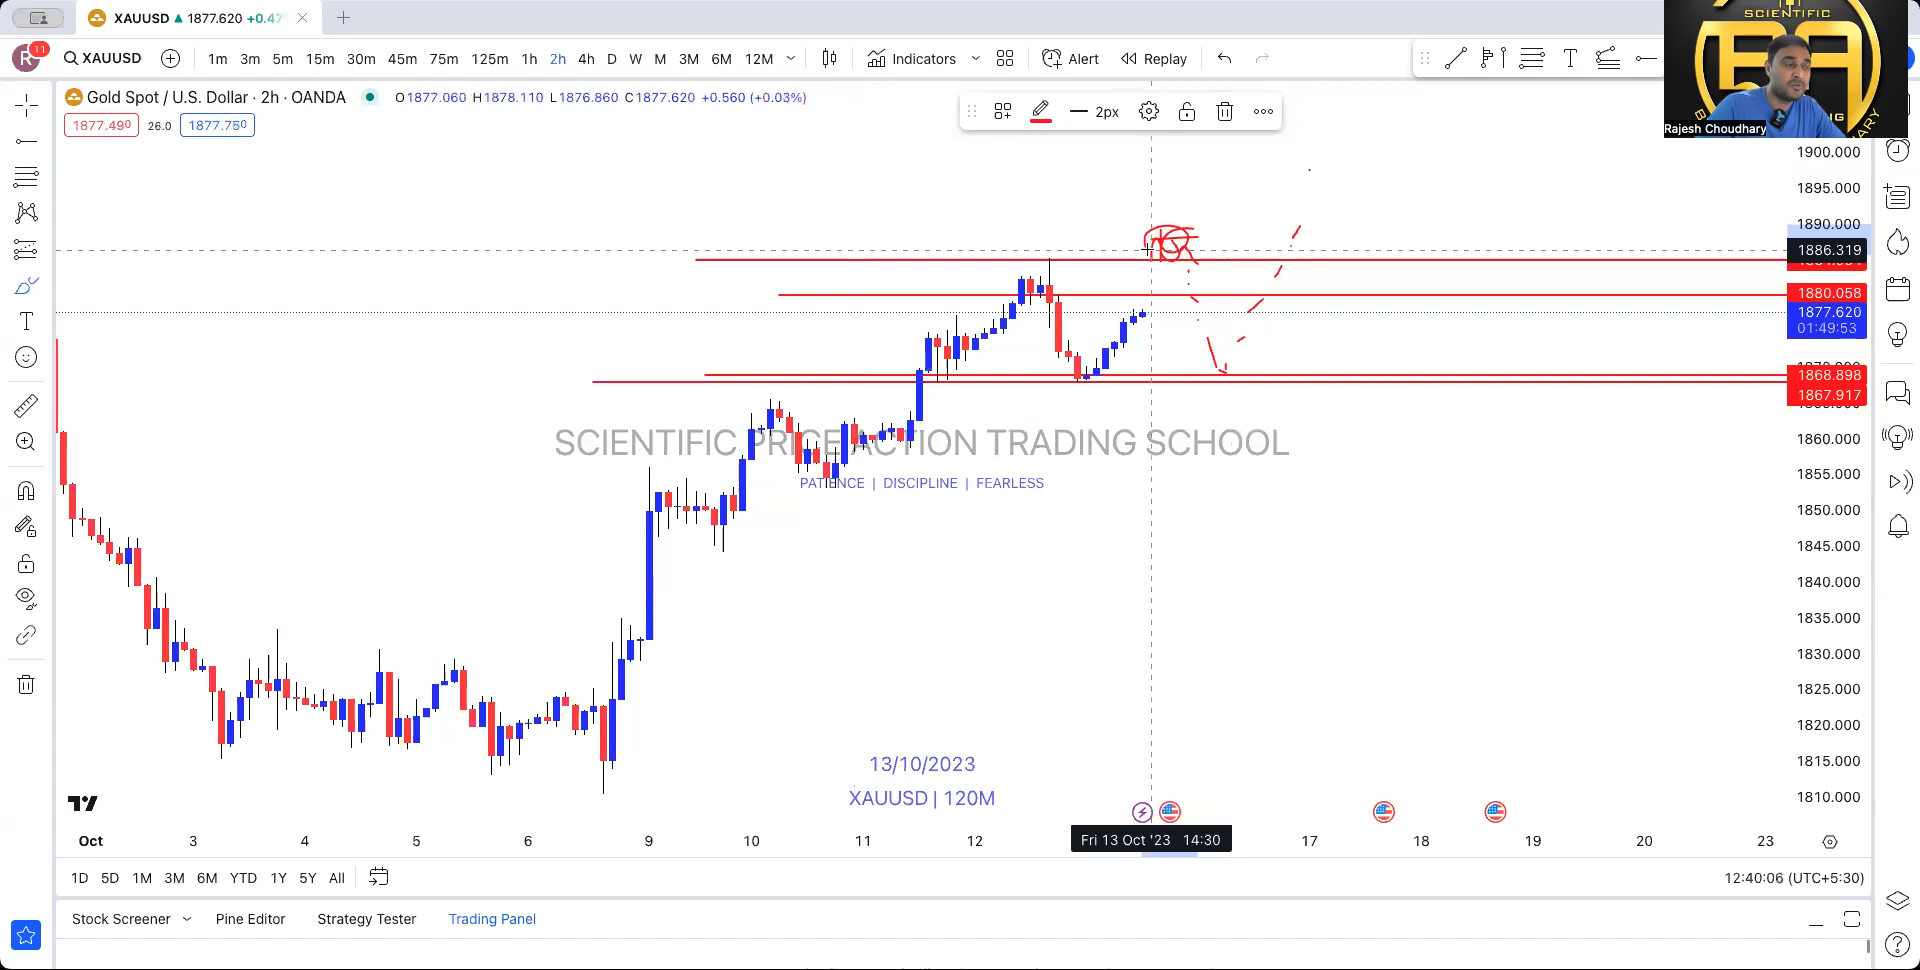 XAUUSD ▲ 1877.620 +0.47
SCIENTIFIC
R 11 XAUUSD 1m 3m 5m 15m 30m 45m 75m 125m 1h 2h 4h D W M 3M 6M 12M Indicators Alert Replay
Gold Spot / U.S. Dollar · 2h · OANDA O1877.060 H1878.110 L1876.860 C1877.620 +0.560 (+0.03%)
2px
1877.490 26.0 1877.750
Rajesh Choudhary
1900.000
1895.000
1890.000
1886.319
1880.058
1877.620
01:49:53
1868.898
1867.917
1860.000
SCIENTIFIC PRICE ACTION TRADING SCHOOL
1855.000
PATIENCE | DISCIPLINE | FEARLESS
1850.000
1845.000
1840.000
1835.000
1830.000
1825.000
1820.000
1815.000
1810.000
13/10/2023
XAUUSD | 120M
Oct 3 4 5 6 9 10 11 12 Fri 13 Oct '23 14:30 17 18 19 20 23
1D 5D 1M 3M 6M YTD 1Y 5Y All 12:40:06 (UTC+5:30)
Stock Screener Pine Editor Strategy Tester Trading Panel